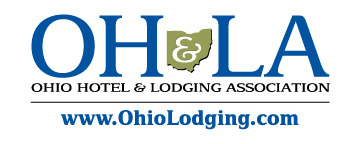 OH&LA
OHIO HOTEL & LODGING ASSOCIATION
www.OhioLodging.com